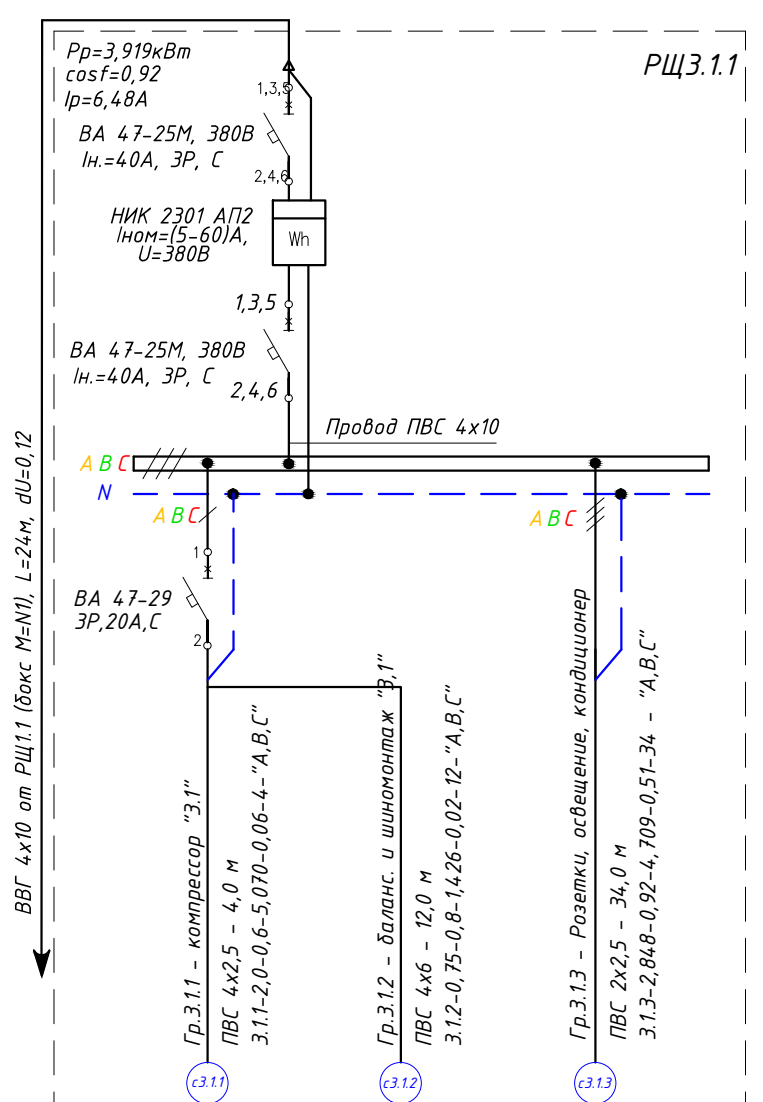 Рр=3,919кВт
cosf=0,92
Iр=6,48А
РЩ3.1.1
1,3,5
ВА 47-25М, 380В
Iн.=40А, 3Р, С
2,4,6
НИК 2301 АП2
Iном=(5-60)А,
U=380В
Wh
1,3,5
ВА 47-25М, 380В
Iн.=40А, 3Р, С
2,4,6
Провод ПВС 4х10
А В С
N
А В С
А В С
1
ВА 47-29
3Р,20А,С
2
ВВГ 4х10 от РЩ1.1 (бокс М=N1), L=24м, dU=0,12
Гр.3.1.1 - компрессор "3.1"
ПВС 4х2,5 - 4,0 м
3.1.1-2,0-0,6-5,070-0,06-4-"А,В,С"
Гр.3.1.2 - баланс. и шиномонтаж "3,1"
ПВС 4х6 - 12,0 м
3.1.2-0,75-0,8-1,426-0,02-12-"А,В,С"
Гр.3.1.3 - Розетки, освещение, кондиционер
ПВС 2х2,5 - 34,0 м
3.1.3-2,848-0,92-4,709-0,51-34 - "А,В,С"
с3.1.1
с3.1.2
с3.1.3